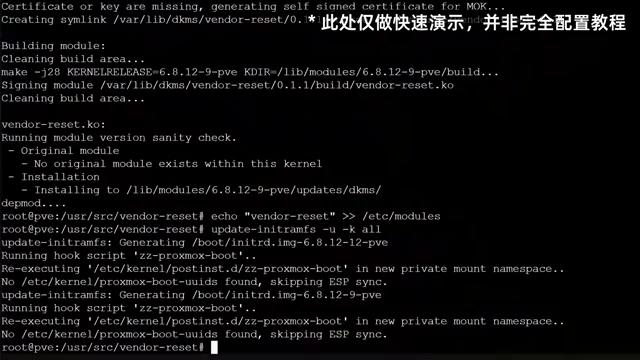 Certificate or key are missing, generating self signed certificate for MOK...
Creating symlink /var/lib/dkms/vendor-reset/0.1
* 此处仅做快速演示，并非完全配置教程
Building module:
Cleaning build area...
make -j28 KERNELRELEASE=6.8.12-9-pve KDIR=/lib/modules/6.8.12-9-pve/build...
Signing module /var/lib/dkms/vendor-reset/0.1.1/build/vendor-reset.ko
Cleaning build area...
vendor-reset.ko:
Running module version sanity check.
- Original module
- No original module exists within this kernel
- Installation
- Installing to /lib/modules/6.8.12-9-pve/updates/dkms/
depmod....
root@pve:/usr/src/vendor-reset# echo "vendor-reset" >> /etc/modules
root@pve:/usr/src/vendor-reset# update-initramfs -u -k all
update-initramfs: Generating /boot/initrd.img-6.8.12-12-pve
Running hook script 'zz-proxmox-boot'..
Re-executing '/etc/kernel/postinst.d/zz-proxmox-boot' in new private mount namespace..
No /etc/kernel/proxmox-boot-uuids found, skipping ESP sync.
update-initramfs: Generating /boot/initrd.img-6.8.12-9-pve
Running hook script 'zz-proxmox-boot'..
Re-executing '/etc/kernel/postinst.d/zz-proxmox-boot' in new private mount namespace..
No /etc/kernel/proxmox-boot-uuids found, skipping ESP sync.
root@pve:/usr/src/vendor-reset#